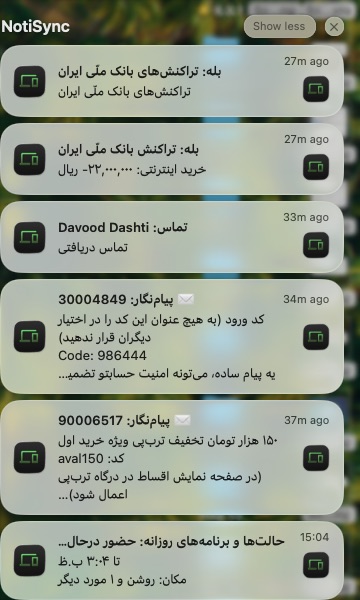 NotiSync
Show less
27m ago
بله: تراکنش‌های بانک ملّی ایران
تراکنش‌های بانک ملّی ایران
27m ago
بله: تراکنش بانک ملّی ایران
خرید اینترنتی: ۲۲,۰۰۰,۰۰۰- ریال
33m ago
تماس: Davood Dashti
تماس دریافتی
34m ago
پیام‌نگار: 30004849
کد ورود (به هیچ عنوان این کد را در اختیار
دیگران قرار ندهید)
Code: 986444
یه پیام ساده، می‌تونه امنیت حسابتو تضمی...
37m ago
پیام‌نگار: 90006517
۱۵۰ هزار تومان تخفیف ترب‌پی ویژه خرید اول
کد: aval150
(در صفحه نمایش اقساط در درگاه ترب‌پی
اعمال شود)...
15:04
حالت‌ها و برنامه‌های روزانه: حضور درحال...
تا ۳:۰۴ ب.ظ
مکان: روشن و ۱ مورد دیگر